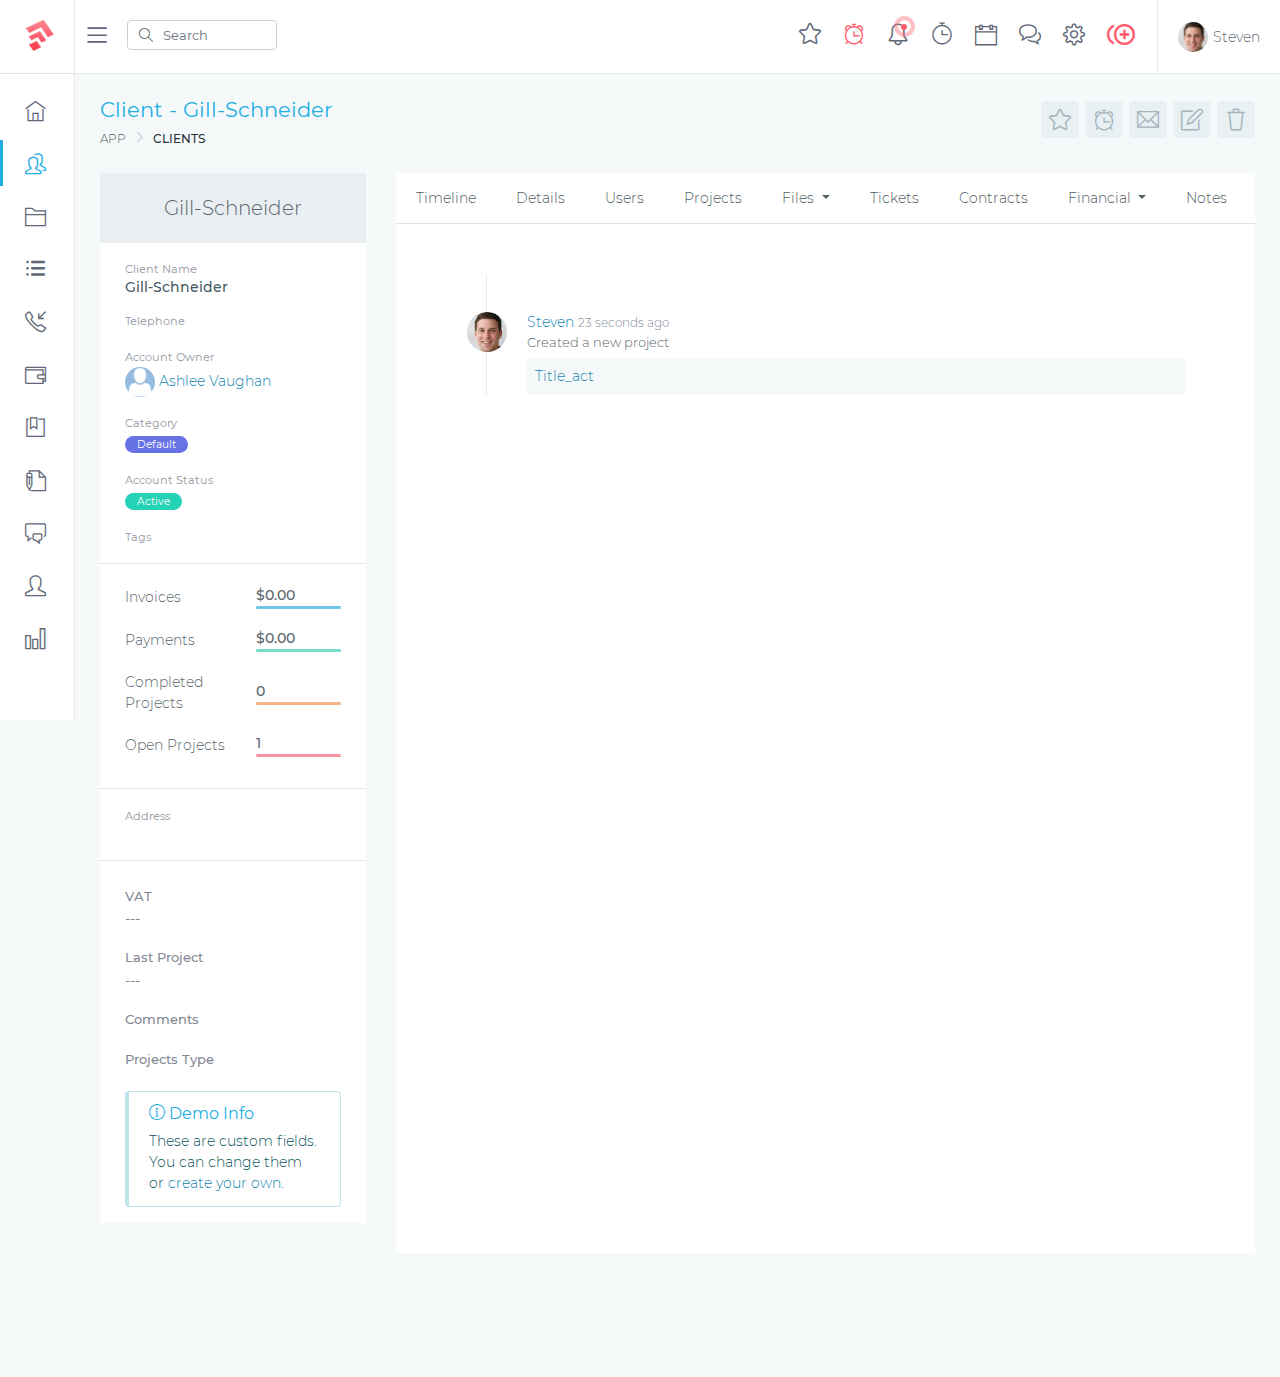 Search
Steven
Client - Gill-Schneider
APP
CLIENTS
Gill-Schneider
Timeline
Details
Users
Projects
Files
Tickets
Contracts
Financial
Notes
Client Name
Gill-Schneider
Telephone
Account Owner
Ashlee Vaughan
Category
Default
Account Status
Active
Tags
Invoices
$0.00
Payments
$0.00
Completed
Projects
0
Open Projects
1
Address
VAT
---
Last Project
---
Comments
Projects Type
Demo Info
These are custom fields.
You can change them
or create your own.
Steven 23 seconds ago
Created a new project
Title_act